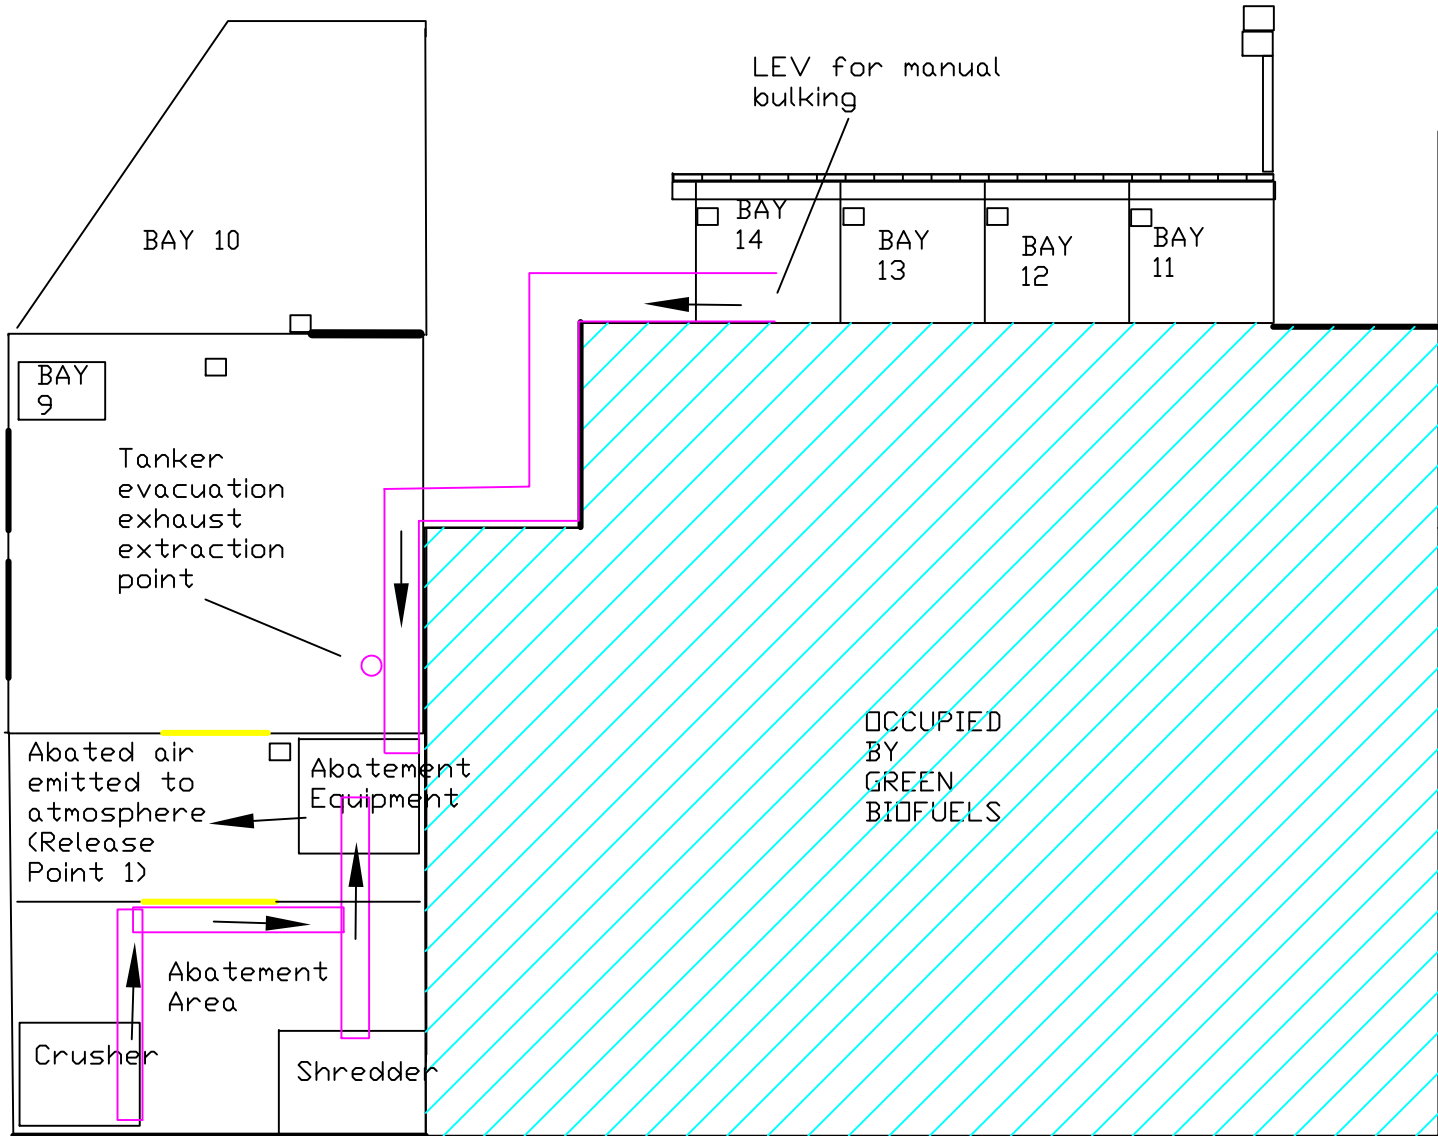 LEV for manual
bulking
BAY
14
BAY
13
BAY
12
BAY
11
BAY 10
BAY
9
Tanker
evacuation
exhaust
extraction
point
Abated air
emitted to
atmosphere
(Release
Point 1)
Abatement
Equipment
OCCUPIED
BY
GREEN
BIOFUELS
Abatement
Area
Crusher
Shredder